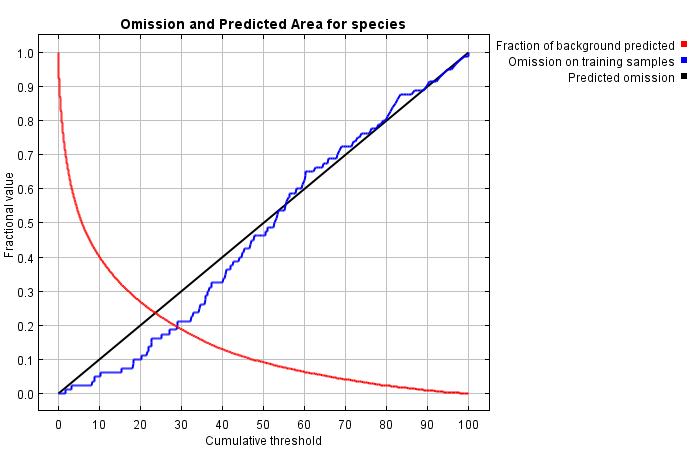 Omission and Predicted Area for species
Fraction of background predicted
Omission on training samples
Predicted omission
Fractional value
1.0
0.9
0.8
0.7
0.6
0.5
0.4
0.3
0.2
0.1
0.0
0 10 20 30 40 50 60 70 80 90 100
Cumulative threshold